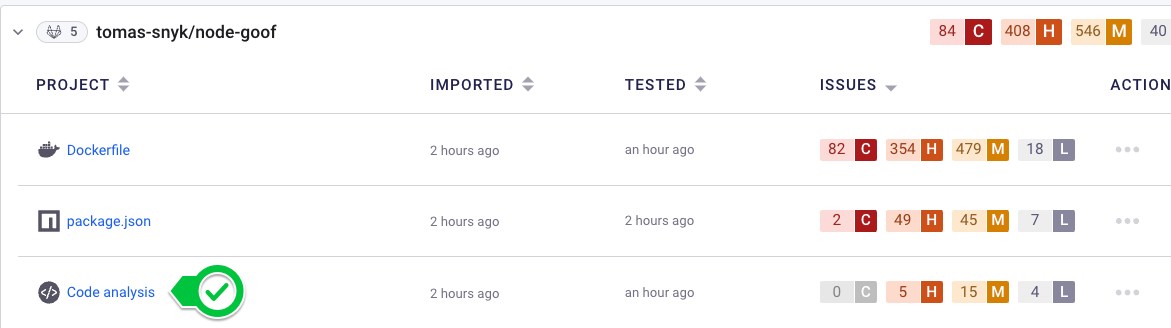 5 tomas-snyk/node-goof 84 C 408 H 546 M 40
PROJECT IMPORTED TESTED ISSUES ACTION
Dockerfile 2 hours ago an hour ago 82 C 354 H 479 M 18 L
package.json 2 hours ago 2 hours ago 2 C 49 H 45 M 7 L
Code analysis 2 hours ago an hour ago 0 C 5 H 15 M 4 L